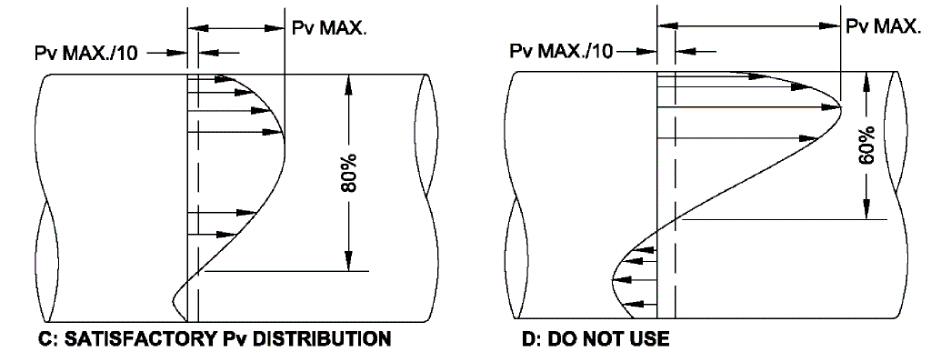 Pv MAX.
Pv MAX./10
80%
C: SATISFACTORY Pv DISTRIBUTION
Pv MAX.
Pv MAX./10
60%
D: DO NOT USE